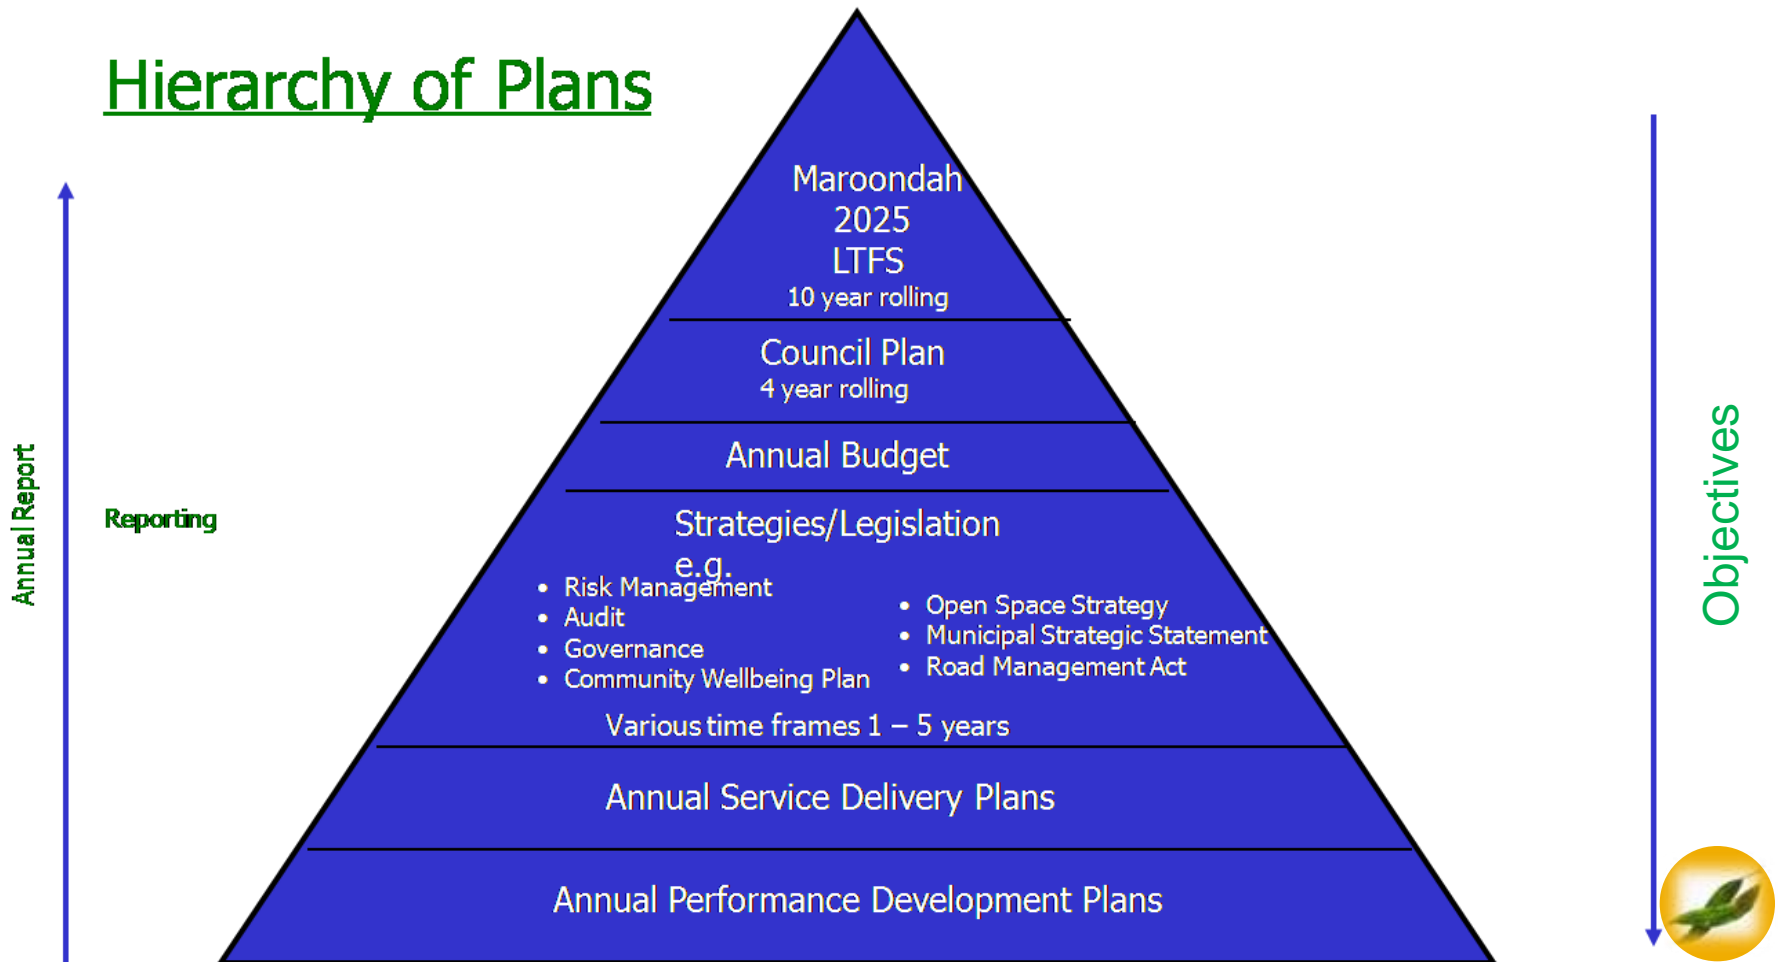 Hierarchy of Plans
Maroondah
2025
LTFS
10 year rolling
Council Plan
4 year rolling
Annual Budget
Strategies/Legislation
e.g.
• Risk Management
• Audit
• Governance
• Community Wellbeing Plan
• Open Space Strategy
• Municipal Strategic Statement
• Road Management Act
Various time frames 1 – 5 years
Annual Service Delivery Plans
Annual Performance Development Plans
Annual Report
Reporting
Objectives